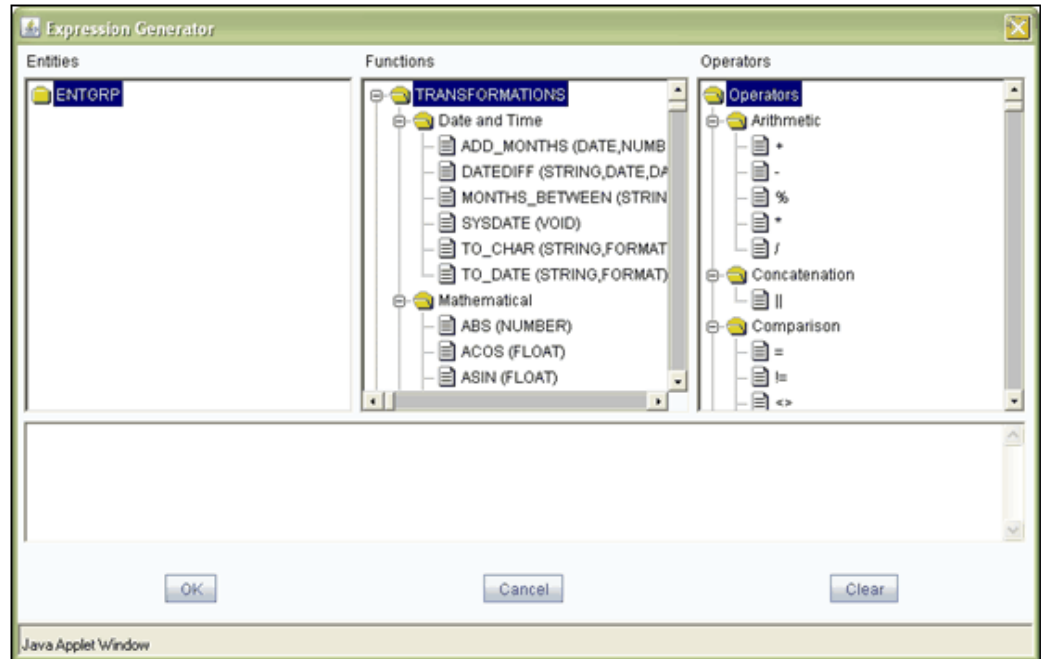 Expression Generator
Entities
ENTGRP
Functions
TRANSFORMATIONS
Date and Time
ADD_MONTHS (DATE,NUMB
DATEDIFF (STRING,DATE,DA
MONTHS_BETWEEN (STRIN
SYSDATE (VOID)
TO_CHAR (STRING,FORMAT
TO_DATE (STRING,FORMAT)
Mathematical
ABS (NUMBER)
ACOS (FLOAT)
ASIN (FLOAT)
Operators
Operators
Arithmetic
+
-
%
*
/
Concatenation
||
Comparison
=
!=
<>
OK
Cancel
Clear
Java Applet Window